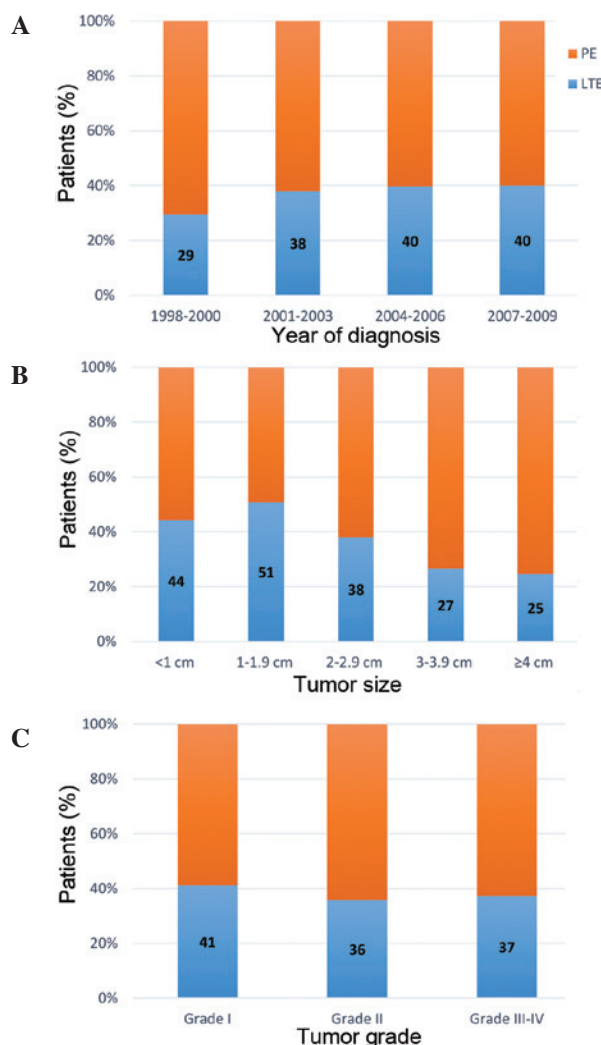 A
Patients (%)
100%
80%
60%
40%
20%
0%
PE
LTE
29
38
40
40
1998-2000
2001-2003
2004-2006
2007-2009
Year of diagnosis
B
Patients (%)
100%
80%
60%
40%
20%
0%
44
51
38
27
25
<1 cm
1-1.9 cm
2-2.9 cm
3-3.9 cm
≥4 cm
Tumor size
C
Patients (%)
100%
80%
60%
40%
20%
0%
41
36
37
Grade I
Grade II
Grade III-IV
Tumor grade